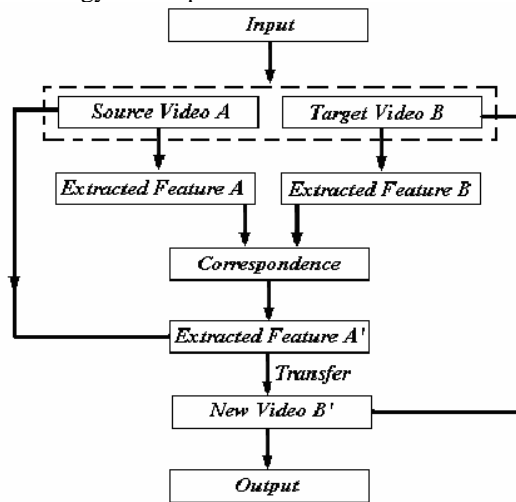 Input
Source Video A
Target Video B
Extracted Feature A
Extracted Feature B
Correspondence
Extracted Feature A'
Transfer
New Video B'
Output